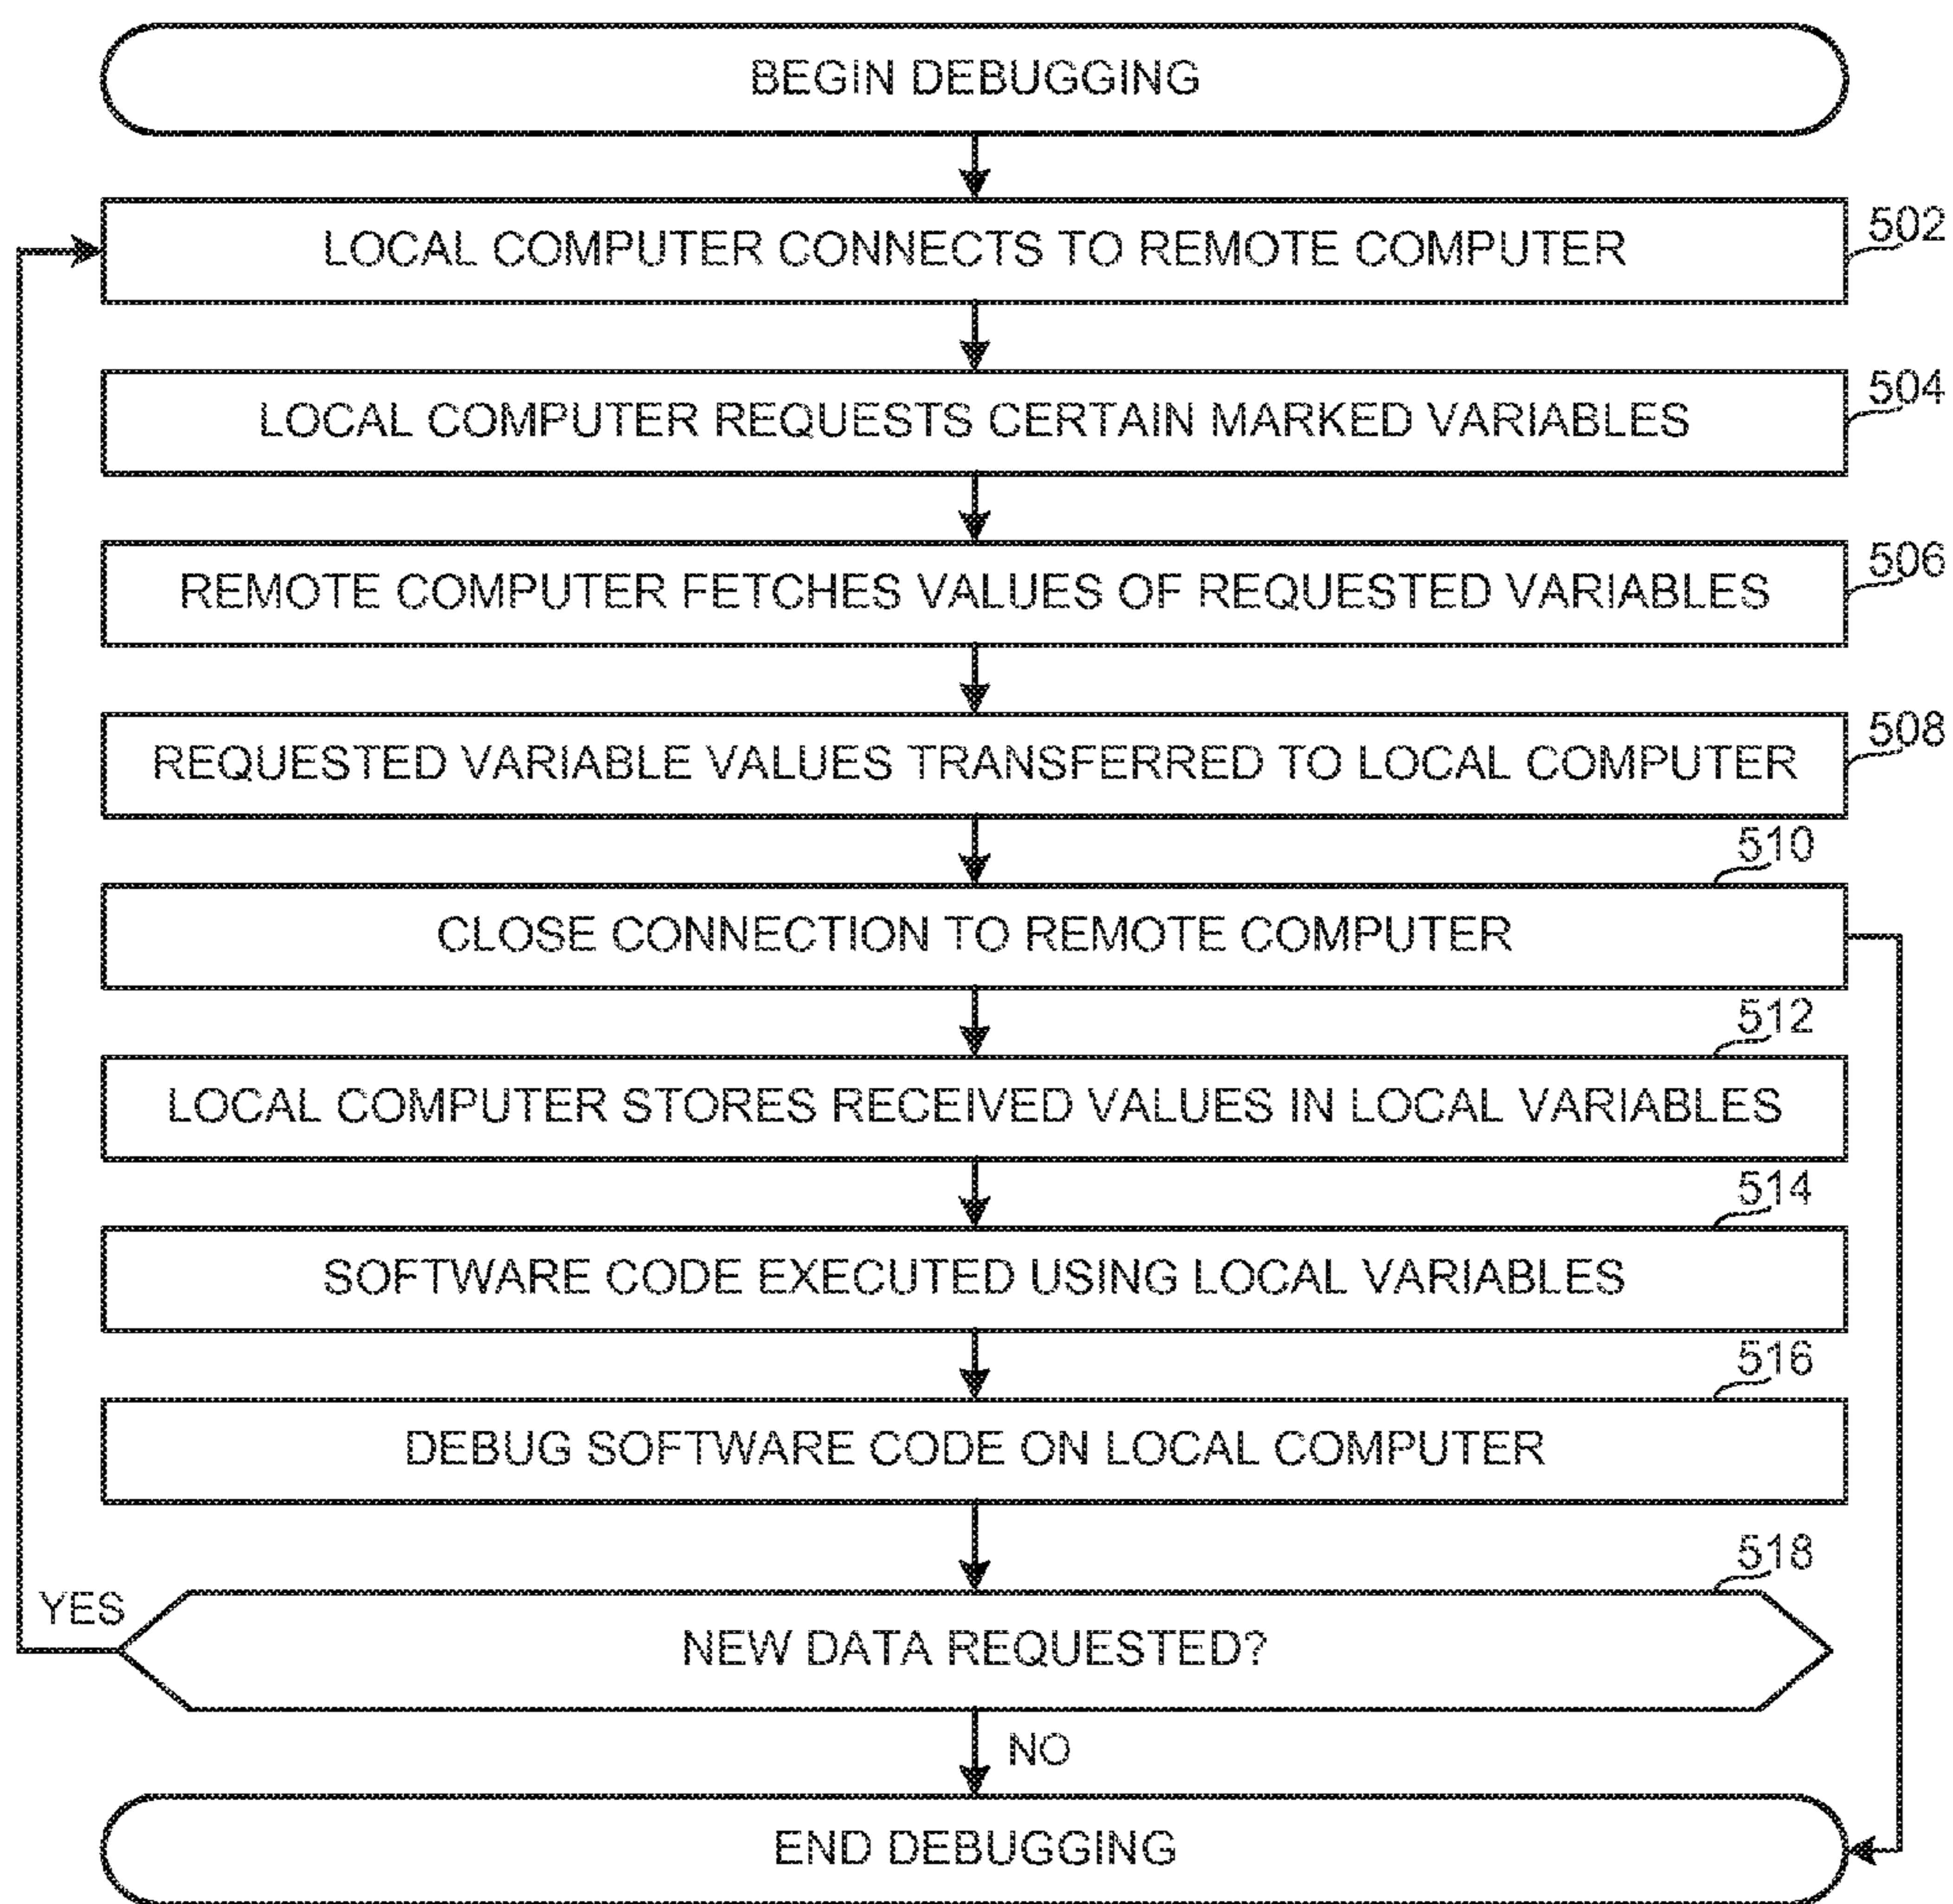 BEGIN DEBUGGING
LOCAL COMPUTER CONNECTS TO REMOTE COMPUTER
502
LOCAL COMPUTER REQUESTS CERTAIN MARKED VARIABLES
504
REMOTE COMPUTER FETCHES VALUES OF REQUESTED VARIABLES
506
REQUESTED VARIABLE VALUES TRANSFERRED TO LOCAL COMPUTER
508
510
CLOSE CONNECTION TO REMOTE COMPUTER
512
LOCAL COMPUTER STORES RECEIVED VALUES IN LOCAL VARIABLES
514
SOFTWARE CODE EXECUTED USING LOCAL VARIABLES
516
DEBUG SOFTWARE CODE ON LOCAL COMPUTER
518
YES
NEW DATA REQUESTED?
NO
END DEBUGGING